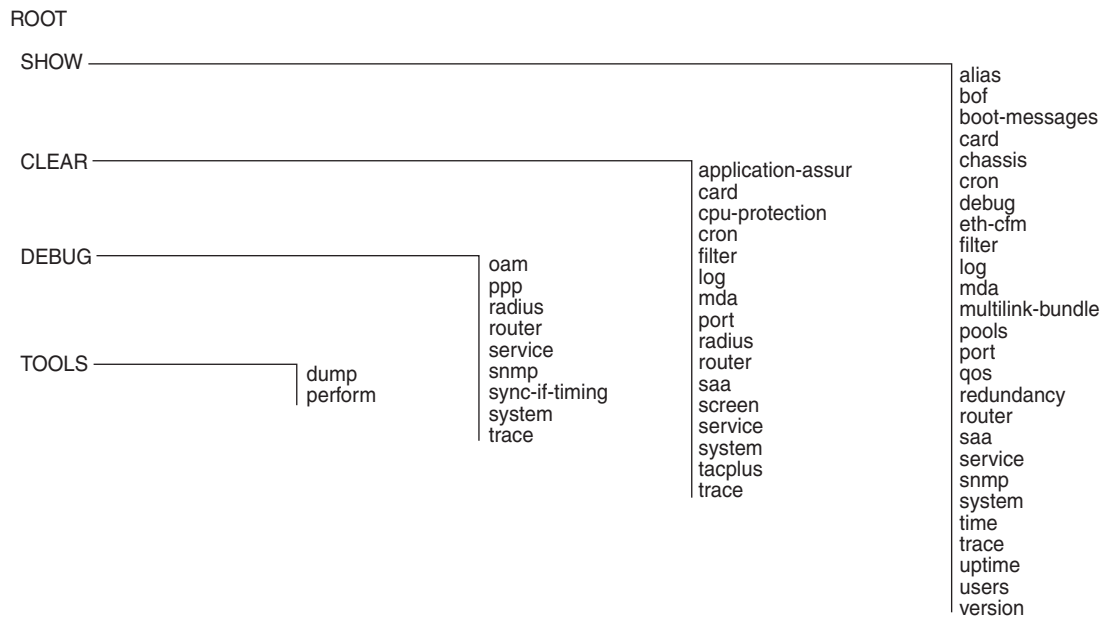 ROOT
SHOW
alias
bof
boot-messages
card
chassis
cron
debug
eth-cfm
filter
log
mda
multilink-bundle
pools
port
qos
redundancy
router
saa
service
snmp
system
time
trace
uptime
users
version
CLEAR
application-assur
card
cpu-protection
cron
filter
log
mda
port
radius
router
saa
screen
service
system
tacplus
trace
DEBUG
oam
ppp
radius
router
service
snmp
sync-if-timing
system
trace
TOOLS
dump
perform